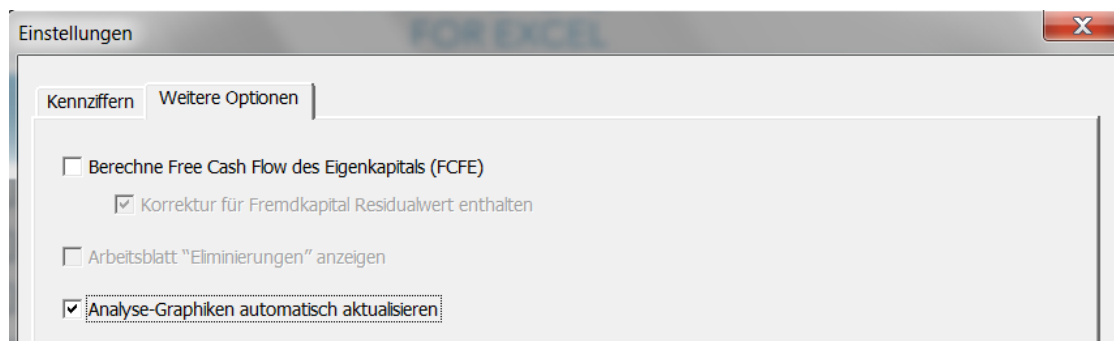 FOR EXCEL
Einstellungen
Kennziffern
Weitere Optionen
Berechne Free Cash Flow des Eigenkapitals (FCFE)
Korrektur für Fremdkapital Residualwert enthalten
Arbeitsblatt "Eliminierungen" anzeigen
Analyse-Graphiken automatisch aktualisieren